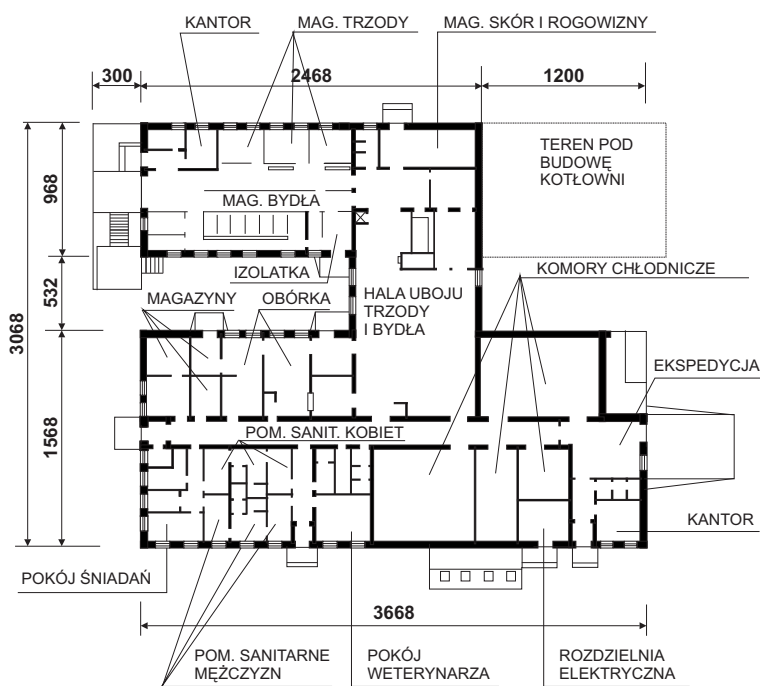 KANTOR
MAG. TRZODY
MAG. SKÓR I ROGOWIZNY
300
2468
1200
TEREN POD
BUDOWĘ
KOTŁOWNI
968
MAG. BYDŁA
IZOLATKA
KOMORY CHŁODNICZE
532
3068
MAGAZYNY
OBÓRKA
HALA UBOJU
TRZODY
I BYDŁA
EKSPEDYCJA
1568
POM. SANIT. KOBIET
KANTOR
POKÓJ ŚNIADAŃ
3668
POM. SANITARNE
MĘŻCZYZN
POKÓJ
WETERYNARZA
ROZDZIELNIA
ELEKTRYCZNA